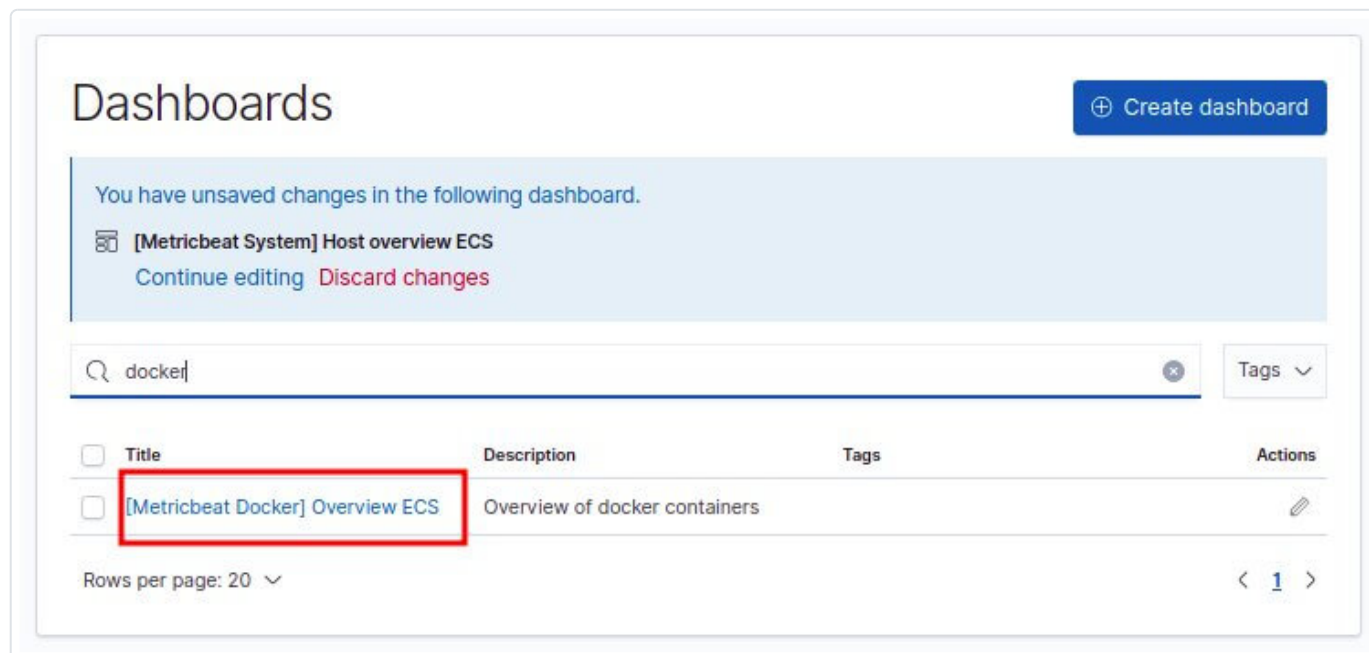 Dashboards
Create dashboard
You have unsaved changes in the following dashboard.
[Metricbeat System] Host overview ECS
Continue editing Discard changes
docker
Tags
Title Description Tags Actions
[Metricbeat Docker] Overview ECS Overview of docker containers
Rows per page: 20 < 1 >